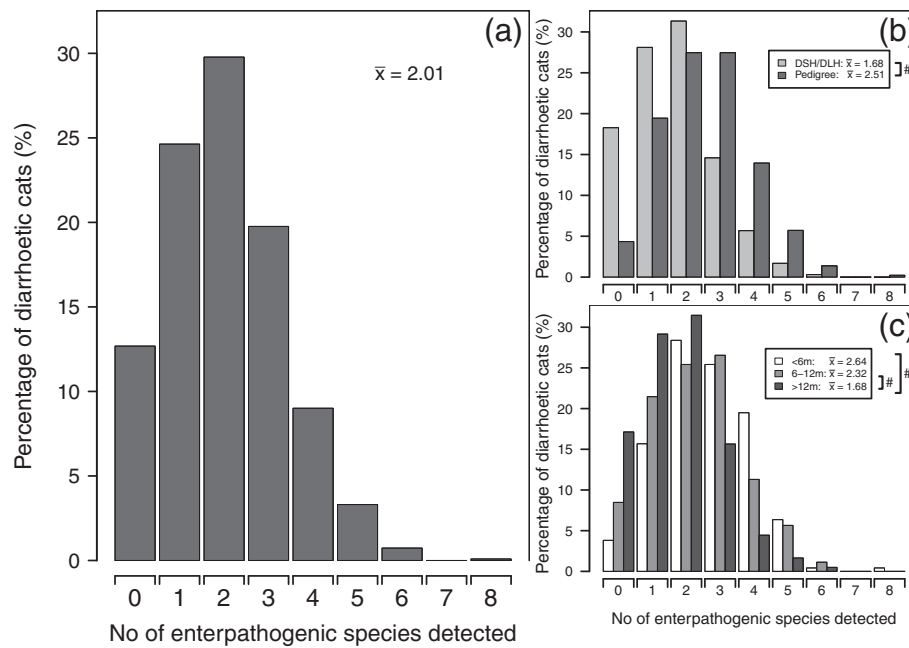 (a)
x̄ = 2.01
Percentage of diarrhoetic cats (%)
30
25
20
15
10
5
0
0 1 2 3 4 5 6 7 8
No of enterpathogenic species detected
(b)
DSH/DLH: x̄ = 1.68
Pedigree: x̄ = 2.51
#
Percentage of diarrhoetic cats (%)
30
25
20
15
10
5
0
0 1 2 3 4 5 6 7 8
(c)
<6m: x̄ = 2.64
6–12m: x̄ = 2.32
>12m: x̄ = 1.68
#
#
Percentage of diarrhoetic cats (%)
30
25
20
15
10
5
0
0 1 2 3 4 5 6 7 8
No of enterpathogenic species detected